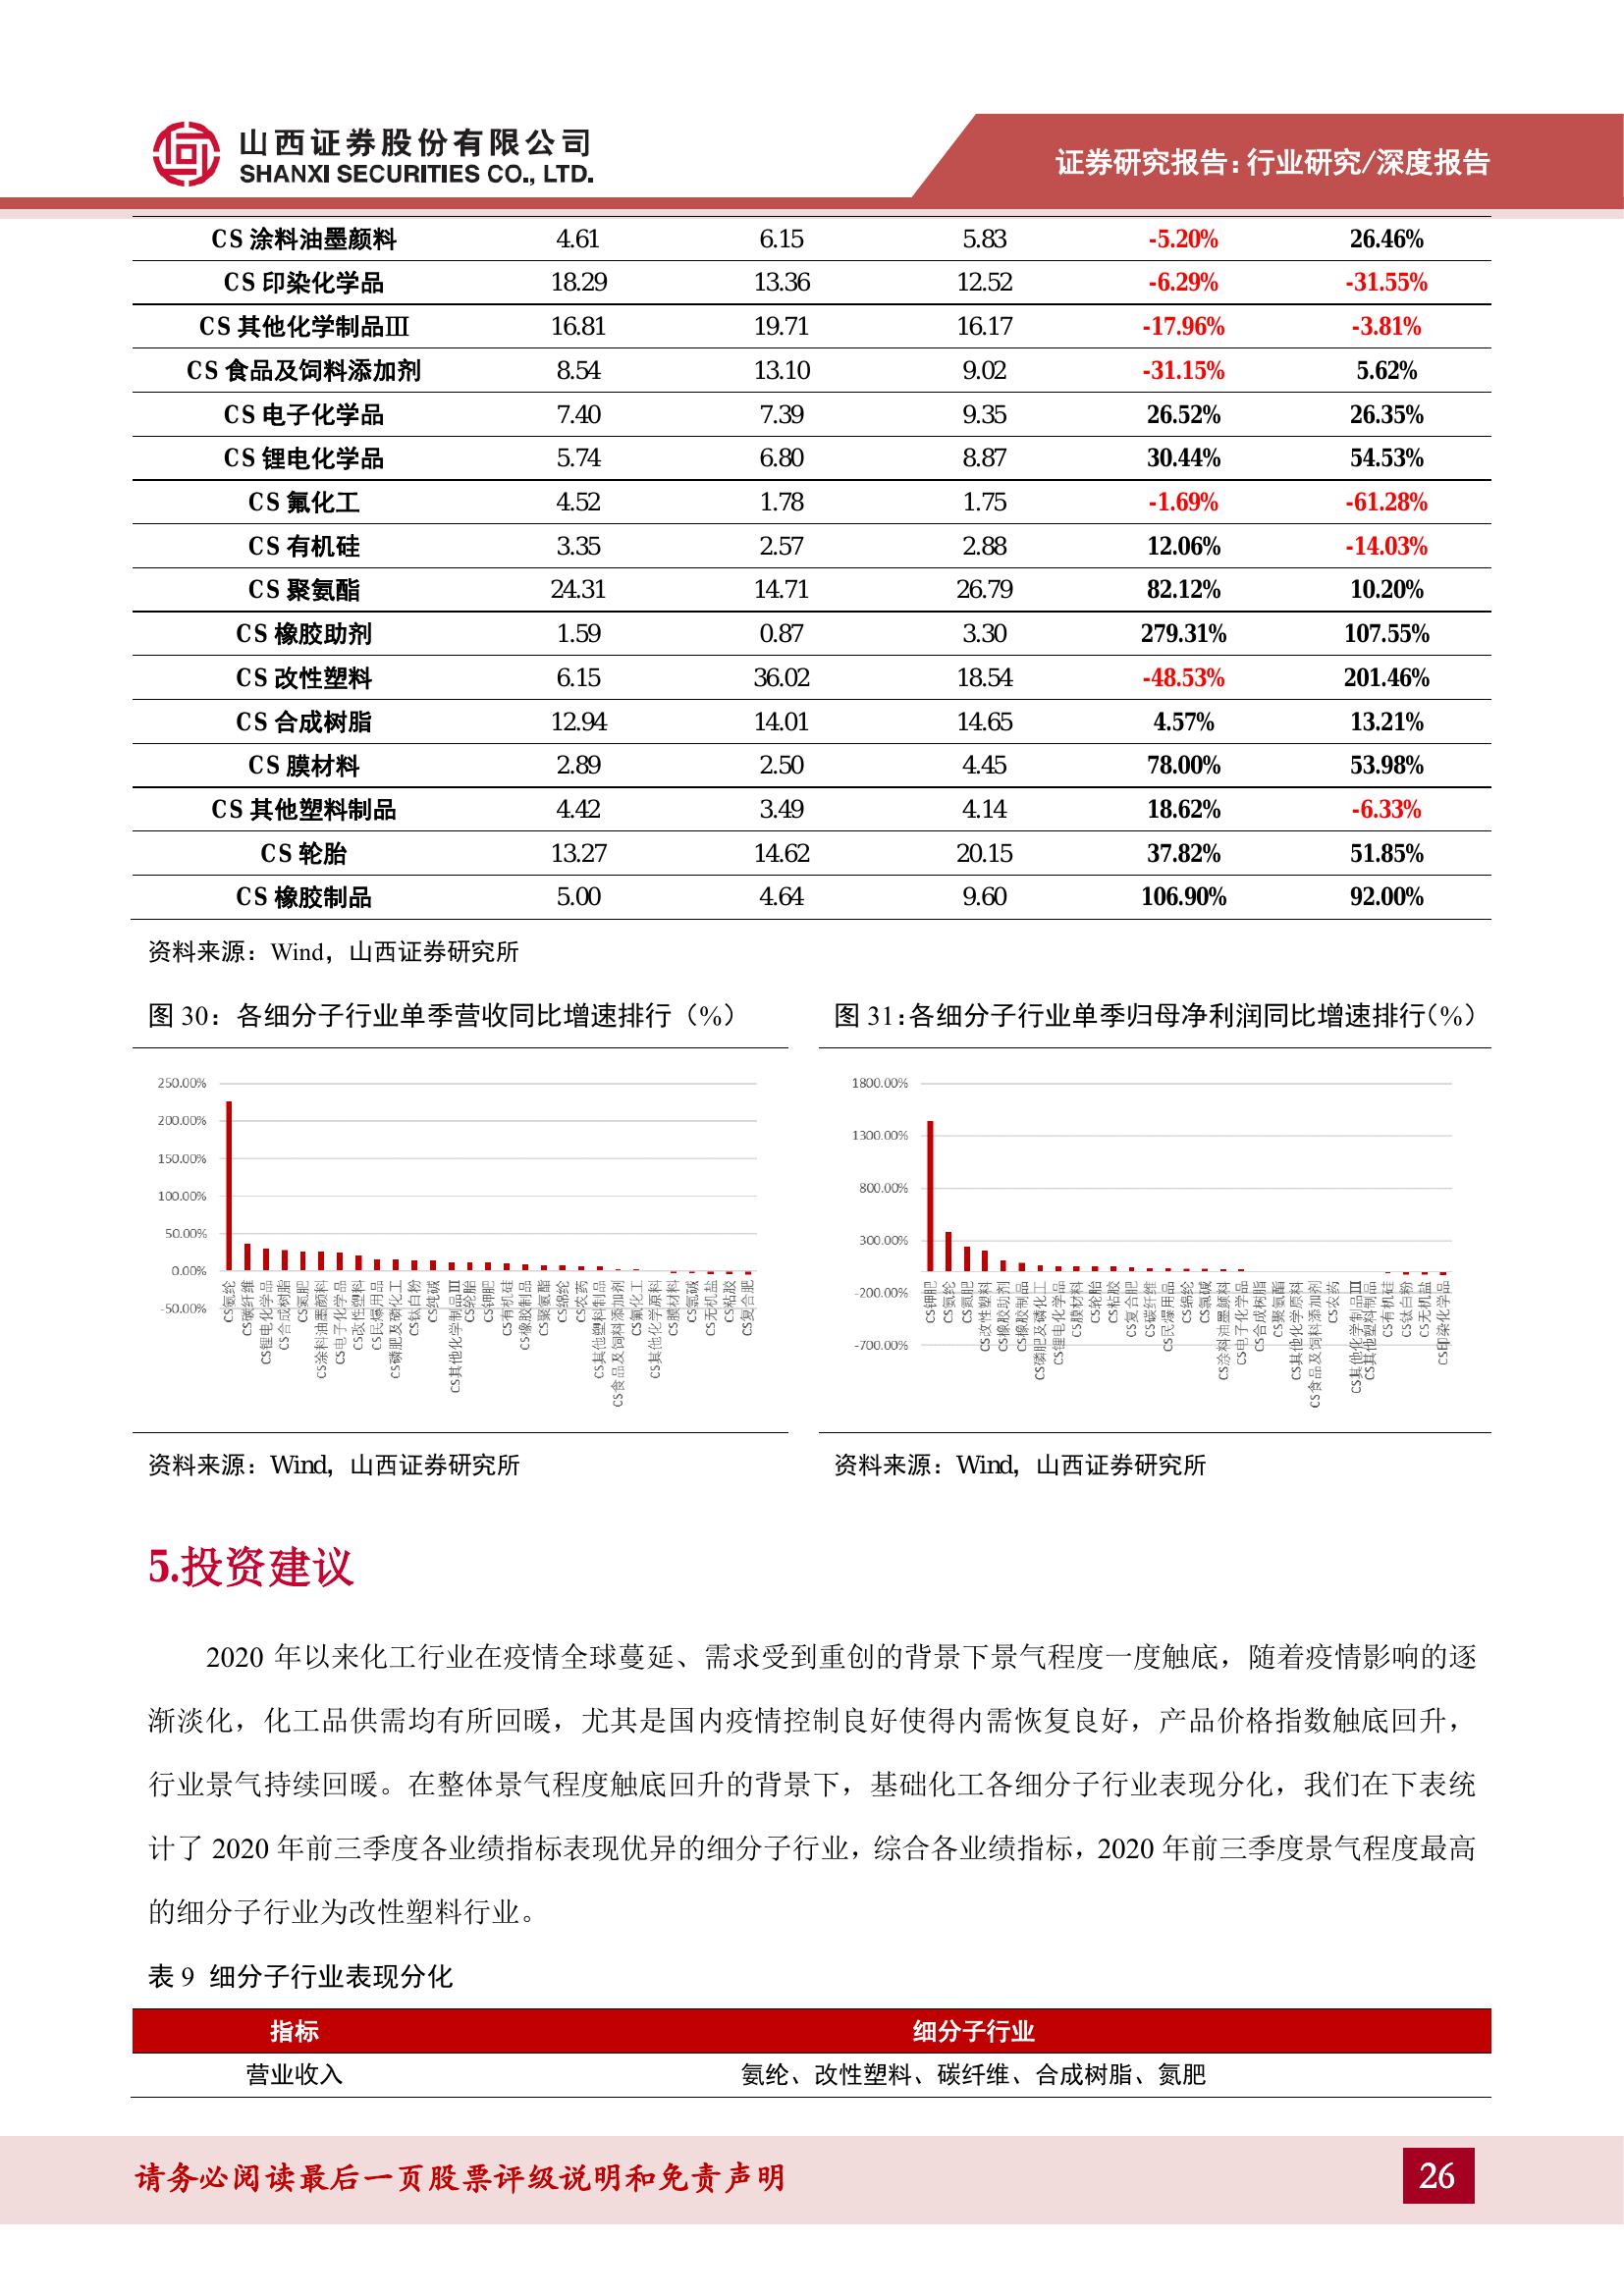 山西证券股份有限公司
SHANXI SECURITIES CO., LTD.
证券研究报告:行业研究/深度报告
CS 涂料油墨颜料 4.61 6.15 5.83 -5.20% 26.46%
CS 印染化学品 18.29 13.36 12.52 -6.29% -31.55%
CS 其他化学制品Ⅲ 16.81 19.71 16.17 -17.96% -3.81%
CS 食品及饲料添加剂 8.54 13.10 9.02 -31.15% 5.62%
CS 电子化学品 7.40 7.39 9.35 26.52% 26.35%
CS 锂电化学品 5.74 6.80 8.87 30.44% 54.53%
CS 氟化工 4.52 1.78 1.75 -1.69% -61.28%
CS 有机硅 3.35 2.57 2.88 12.06% -14.03%
CS 聚氨酯 24.31 14.71 26.79 82.12% 10.20%
CS 橡胶助剂 1.59 0.87 3.30 279.31% 107.55%
CS 改性塑料 6.15 36.02 18.54 -48.53% 201.46%
CS 合成树脂 12.94 14.01 14.65 4.57% 13.21%
CS 膜材料 2.89 2.50 4.45 78.00% 53.98%
CS 其他塑料制品 4.42 3.49 4.14 18.62% -6.33%
CS 轮胎 13.27 14.62 20.15 37.82% 51.85%
CS 橡胶制品 5.00 4.64 9.60 106.90% 92.00%
资料来源：Wind，山西证券研究所
图 30：各细分子行业单季营收同比增速排行（%）
250.00%
200.00%
150.00%
100.00%
50.00%
0.00%
-50.00%
CS氨纶
CS碳纤维
CS锂电化学品
CS合成树脂
CS氮肥
CS涂料油墨颜料
CS电子化学品
CS改性塑料
CS民爆用品
CS磷肥及磷化工
CS钛白粉
CS纯碱
CS其他化学制品Ⅲ
CS轮胎
CS钾肥
CS有机硅
CS橡胶制品
CS聚氨酯
CS锦纶
CS农药
CS其他塑料制品
CS食品及饲料添加剂
CS氟化工
CS其他化学原料
CS膜材料
CS氯碱
CS无机盐
CS粘胶
CS复合肥
图 31:各细分子行业单季归母净利润同比增速排行(%)
1800.00%
1300.00%
800.00%
300.00%
-200.00%
-700.00%
CS钾肥
CS氨纶
CS氮肥
CS改性塑料
CS橡胶助剂
CS橡胶制品
CS磷肥及磷化工
CS锂电化学品
CS膜材料
CS轮胎
CS粘胶
CS复合肥
CS碳纤维
CS民爆用品
CS锦纶
CS氯碱
CS涂料油墨颜料
CS电子化学品
CS合成树脂
CS聚氨酯
CS其他化学原料
CS食品及饲料添加剂
CS农药
CS其他化学制品Ⅲ
CS其他塑料制品
CS有机硅
CS钛白粉
CS无机盐
CS印染化学品
资料来源：Wind，山西证券研究所
资料来源：Wind，山西证券研究所
5.投资建议
2020 年以来化工行业在疫情全球蔓延、需求受到重创的背景下景气程度一度触底，随着疫情影响的逐
渐淡化，化工品供需均有所回暖，尤其是国内疫情控制良好使得内需恢复良好，产品价格指数触底回升，
行业景气持续回暖。在整体景气程度触底回升的背景下，基础化工各细分子行业表现分化，我们在下表统
计了 2020 年前三季度各业绩指标表现优异的细分子行业，综合各业绩指标，2020 年前三季度景气程度最高
的细分子行业为改性塑料行业。
表 9 细分子行业表现分化
指标 细分子行业
营业收入 氨纶、改性塑料、碳纤维、合成树脂、氮肥
请务必阅读最后一页股票评级说明和免责声明
26